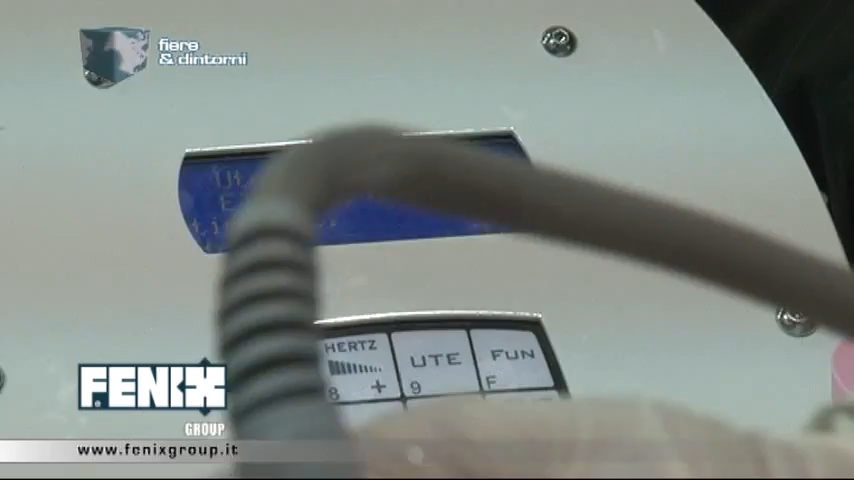 fiere
& dintorni
HERTZ
8 +
UTE
9
FUN
F
FENIX
GROUP
www.fenixgroup.it